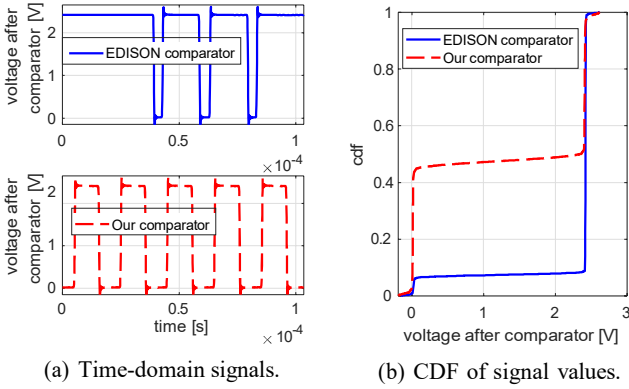 voltage after
comparator [V]
2
1
0
EDISON comparator
0
0.5
1
× 10⁻⁴
voltage after
comparator [V]
2
1
0
Our comparator
0
0.5
1
time [s]
× 10⁻⁴
(a) Time-domain signals.
cdf
1
0.8
0.6
0.4
0.2
0
EDISON comparator
Our comparator
0
1
2
3
voltage after comparator [V]
(b) CDF of signal values.